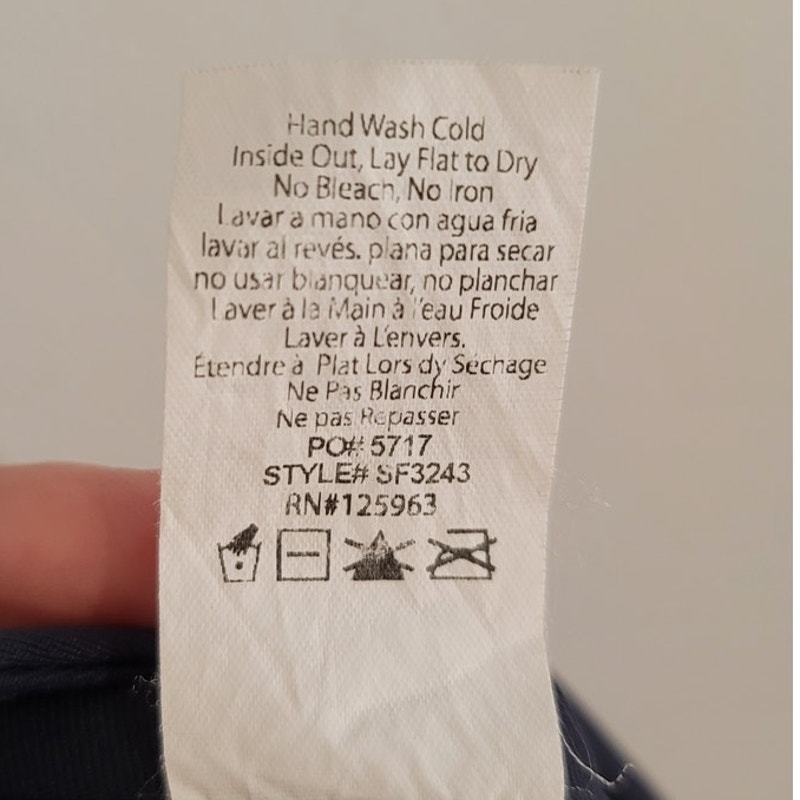 Hand Wash Cold
Inside Out, Lay Flat to Dry
No Bleach, No Iron
Lavar a mano con agua fria
lavar al revés. plana para secar
no usar blanquear, no planchar
Laver à la Main à l'eau Froide
Laver à L'envers.
Étendre à Plat Lors dy Sechage
Ne Pas Blanchir
Ne pas Repasser
PO# 5717
STYLE# SF3243
RN#125963